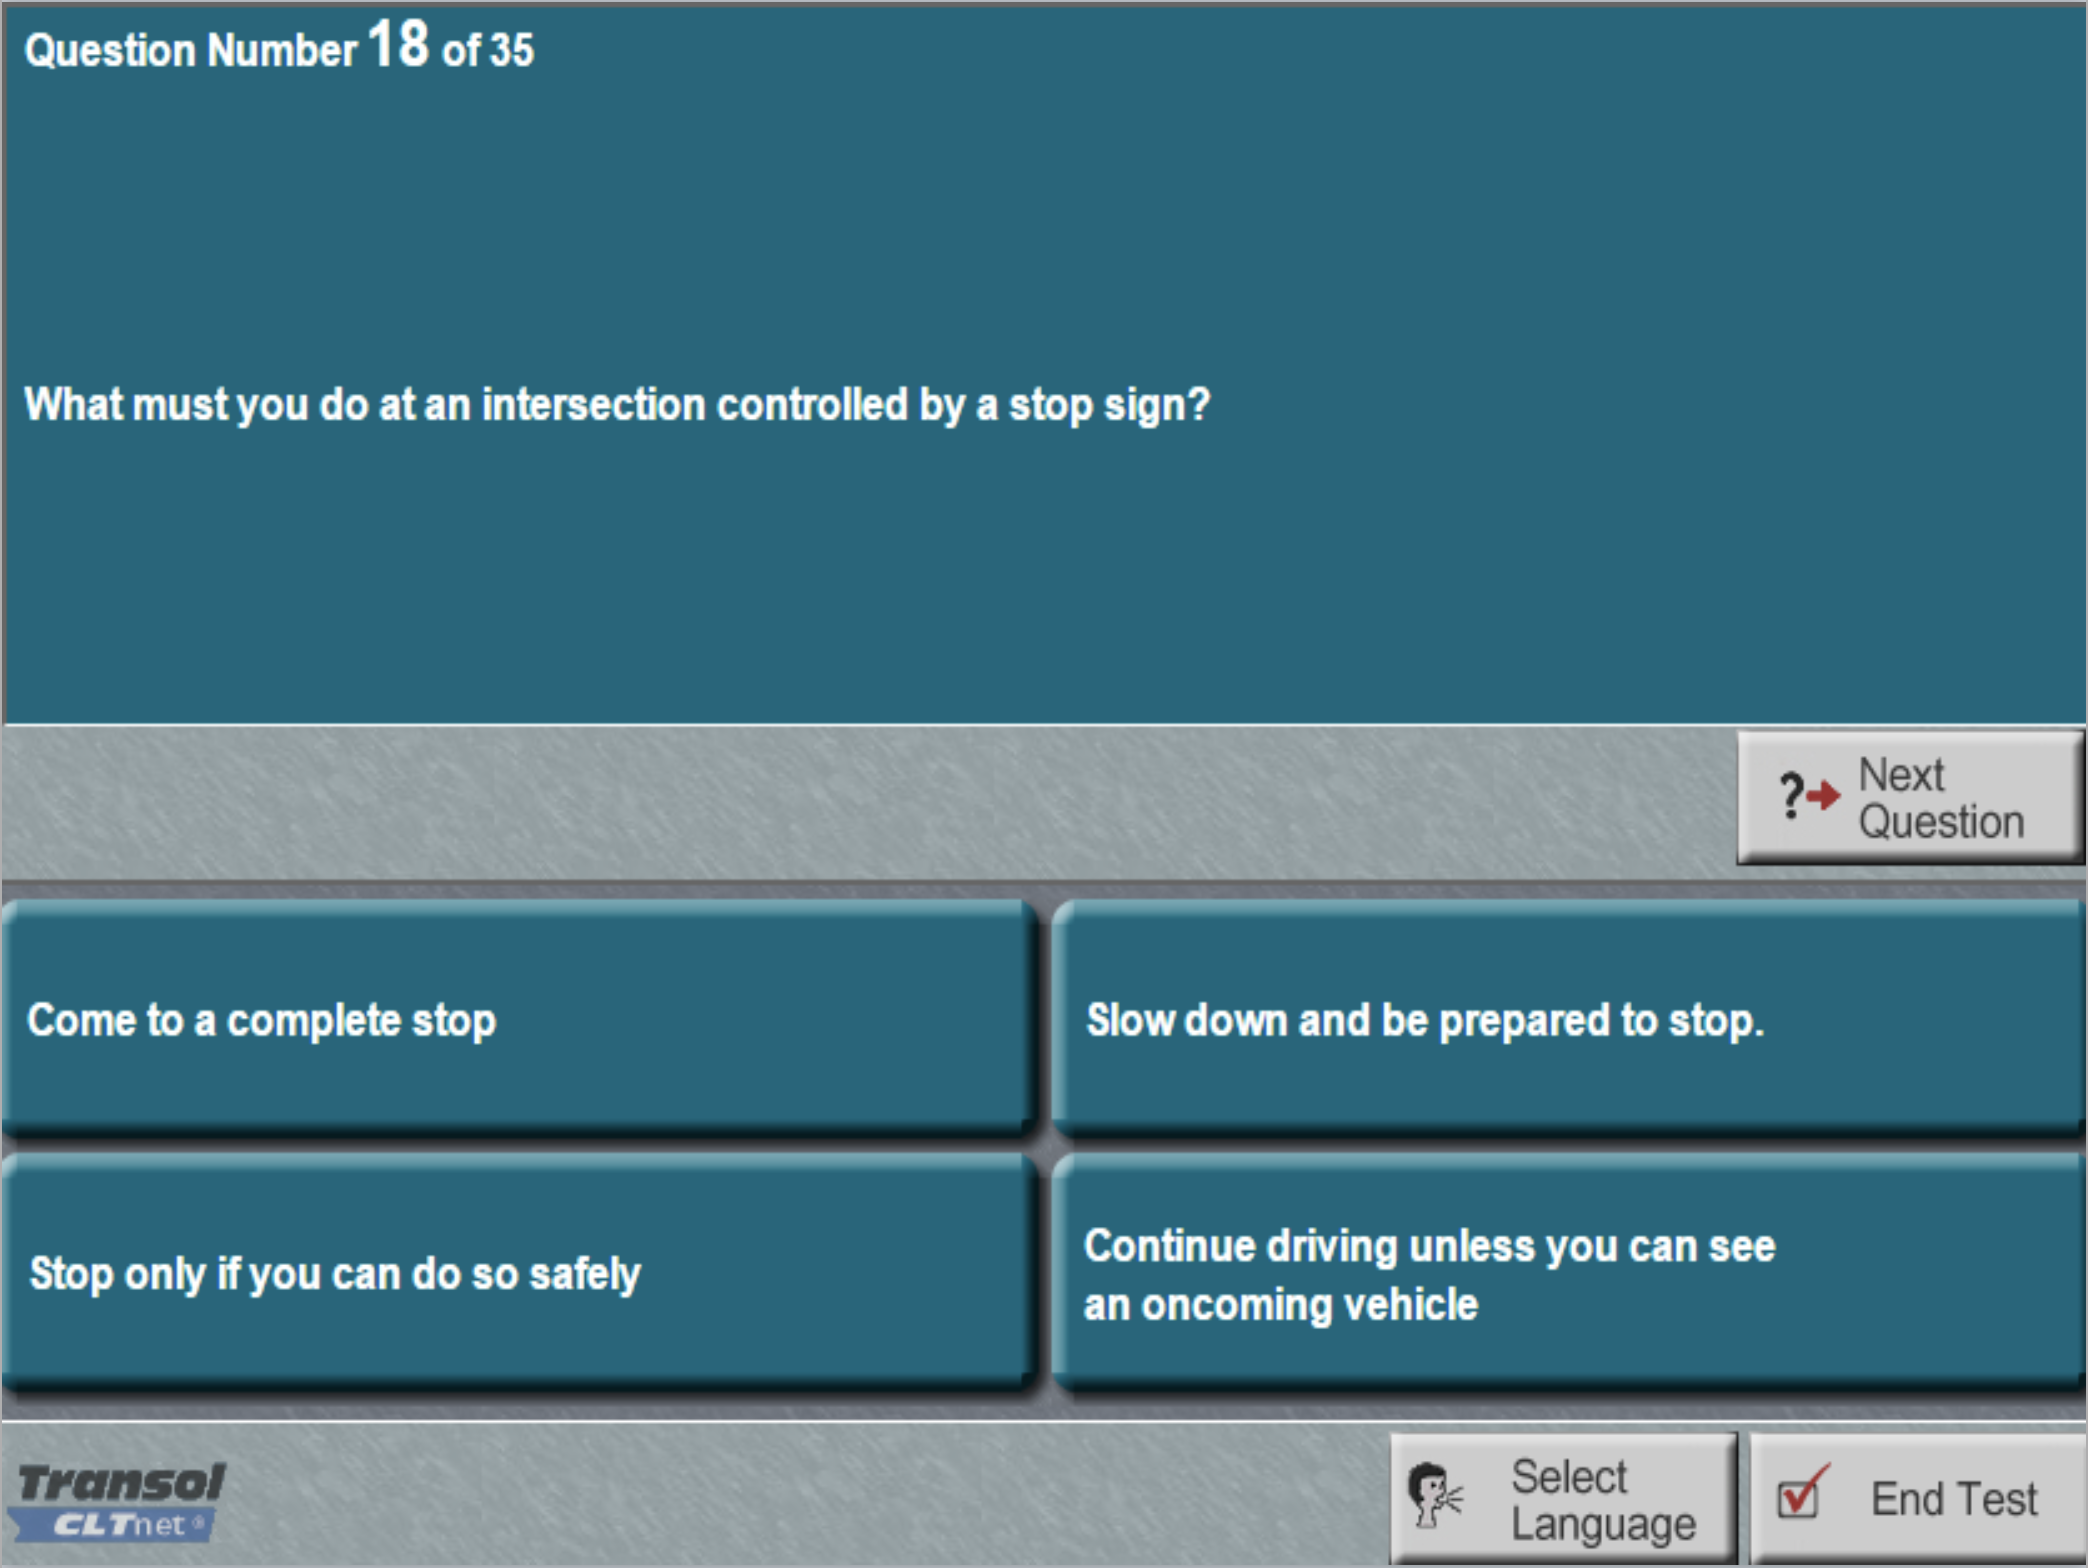 Question Number 18 of 35
What must you do at an intersection controlled by a stop sign?
Next
Question
Come to a complete stop
Slow down and be prepared to stop.
Stop only if you can do so safely
Continue driving unless you can see
an oncoming vehicle
Transol
CLTnet ®
Select
Language
End Test